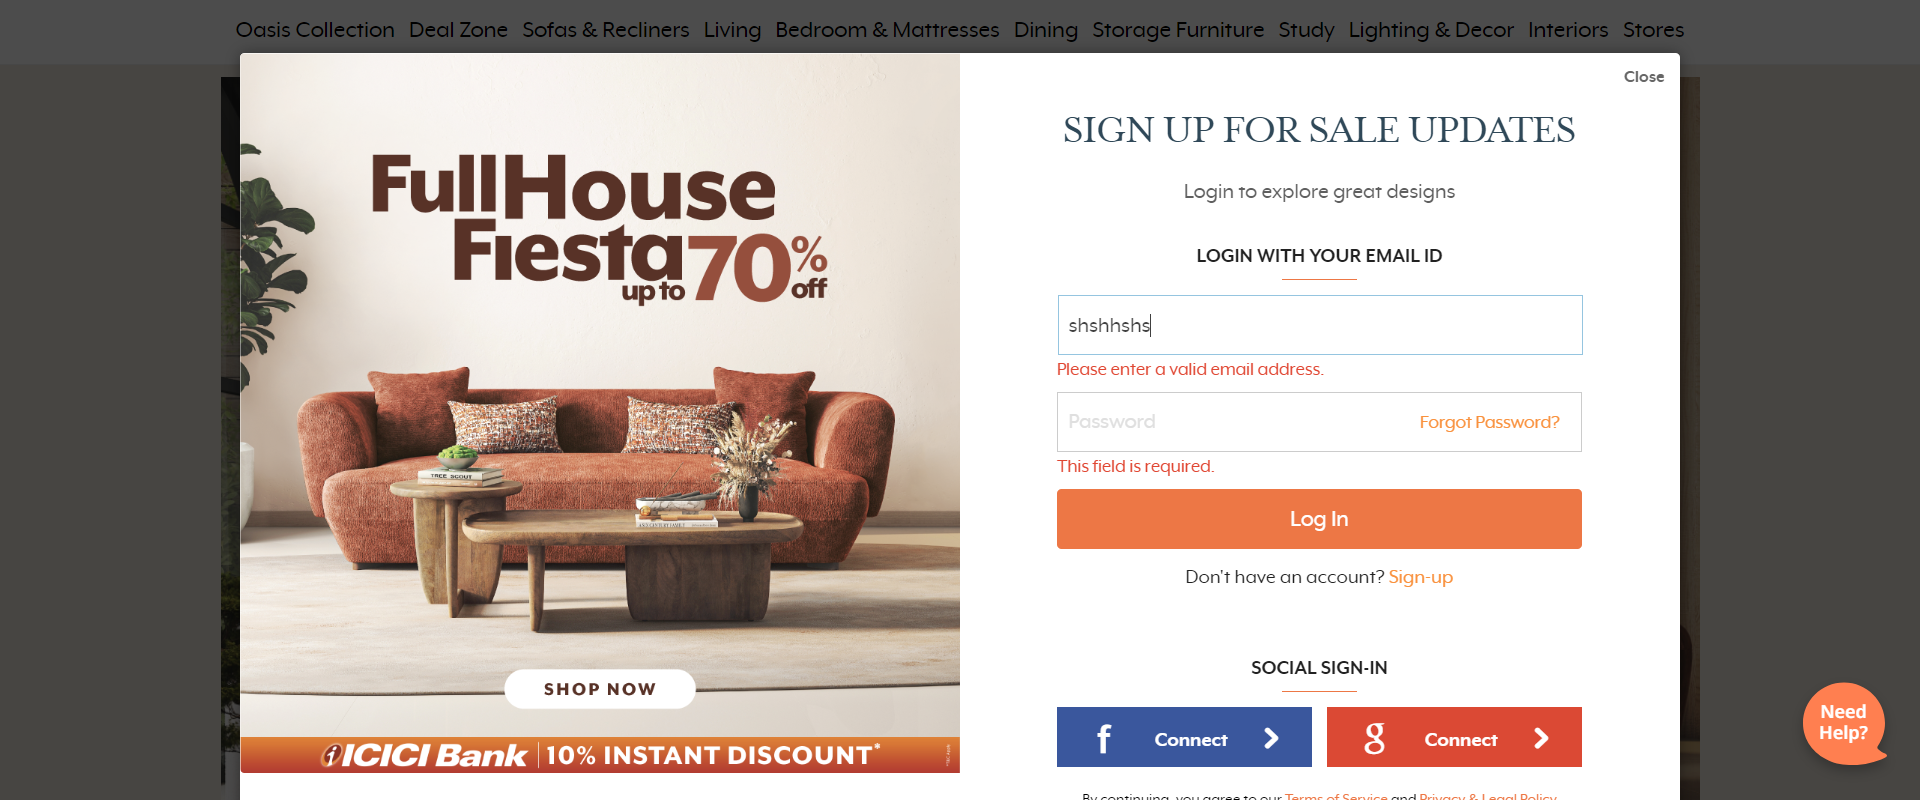 Oasis Collection Deal Zone Sofas & Recliners Living Bedroom & Mattresses Dining Storage Furniture Study Lighting & Decor Interiors Stores
Close
FullHouse
Fiesta 70%
up to off
TREE SCOUT
SHOP NOW
ICICI Bank 10% INSTANT DISCOUNT*
SIGN UP FOR SALE UPDATES
Login to explore great designs
LOGIN WITH YOUR EMAIL ID
shshhshs
Please enter a valid email address.
Password Forgot Password?
This field is required.
Log In
Don't have an account? Sign-up
SOCIAL SIGN-IN
f Connect
g Connect
By continuing, you agree to our Terms of Service and Privacy & Legal Policy
Need
Help?